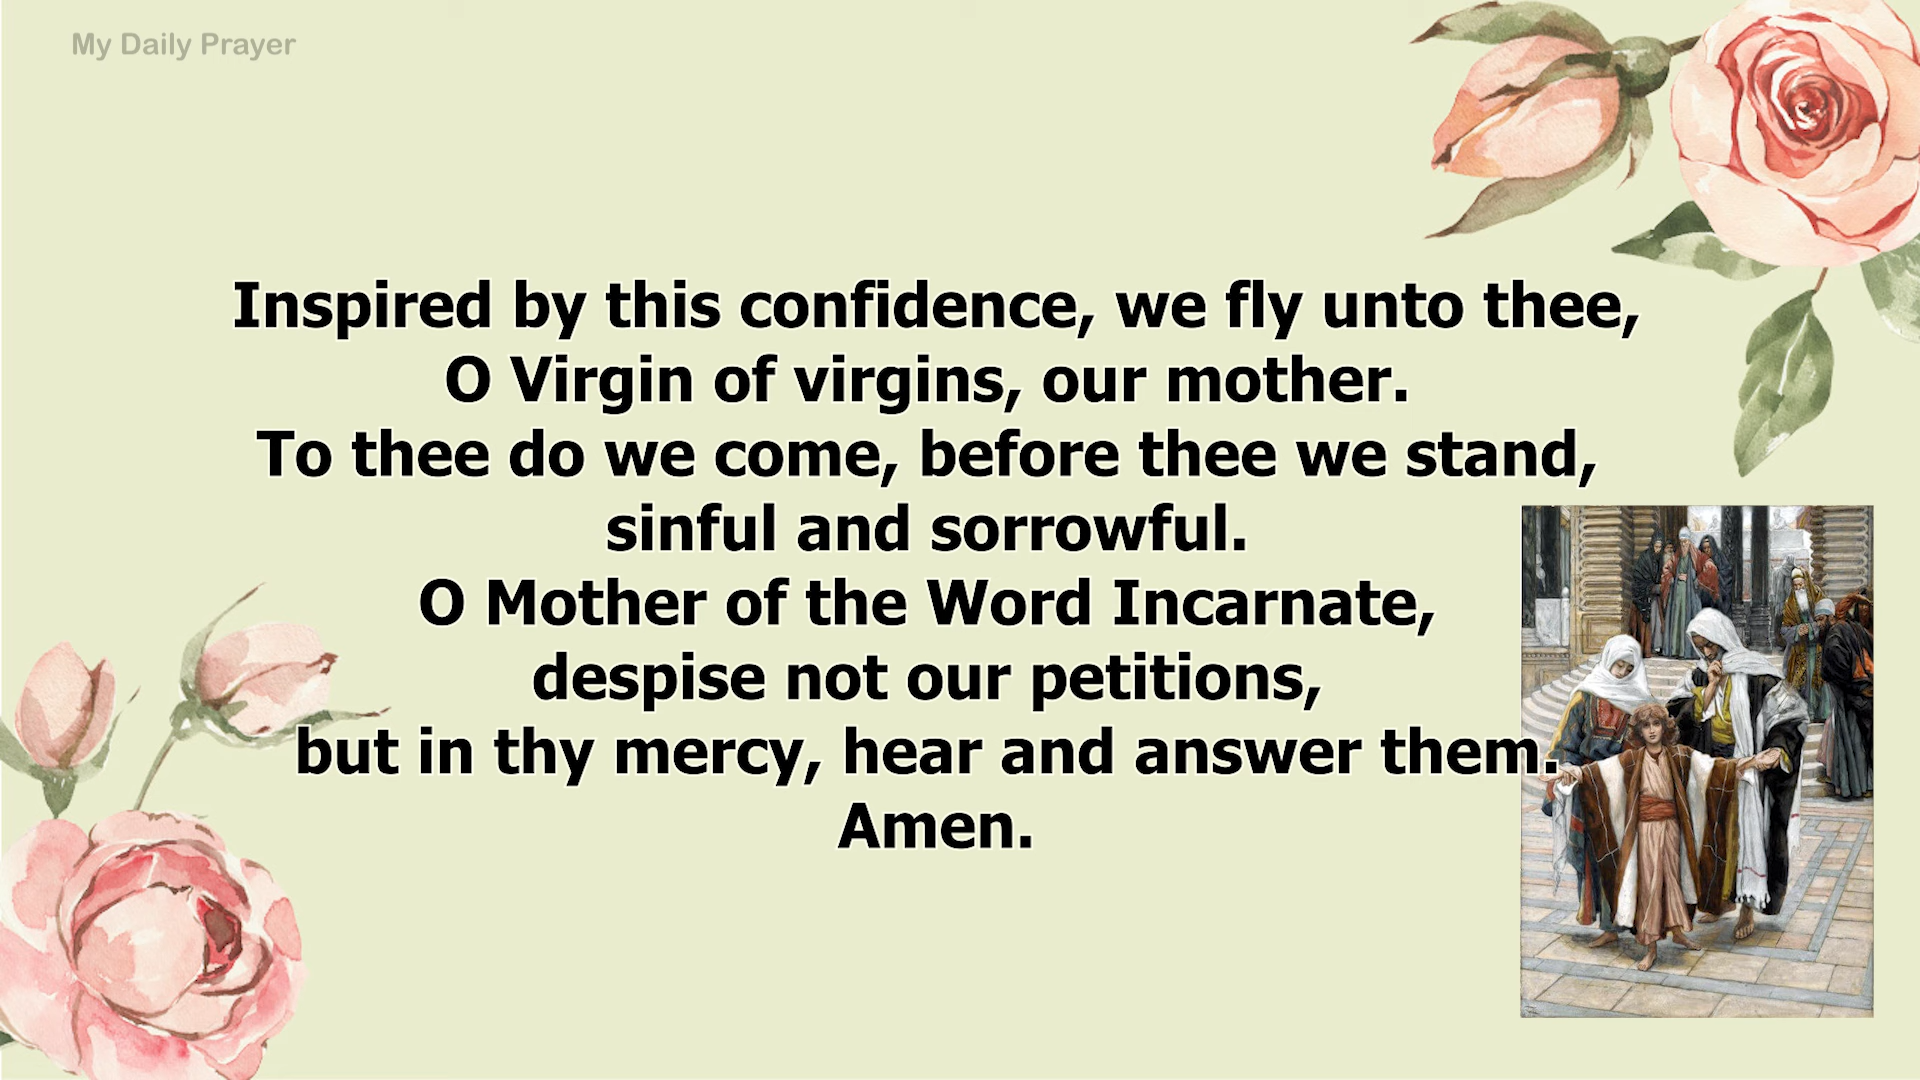 My Daily Prayer
Inspired by this confidence, we fly unto thee,
O Virgin of virgins, our mother.
To thee do we come, before thee we stand,
sinful and sorrowful.
O Mother of the Word Incarnate,
despise not our petitions,
but in thy mercy, hear and answer them.
Amen.